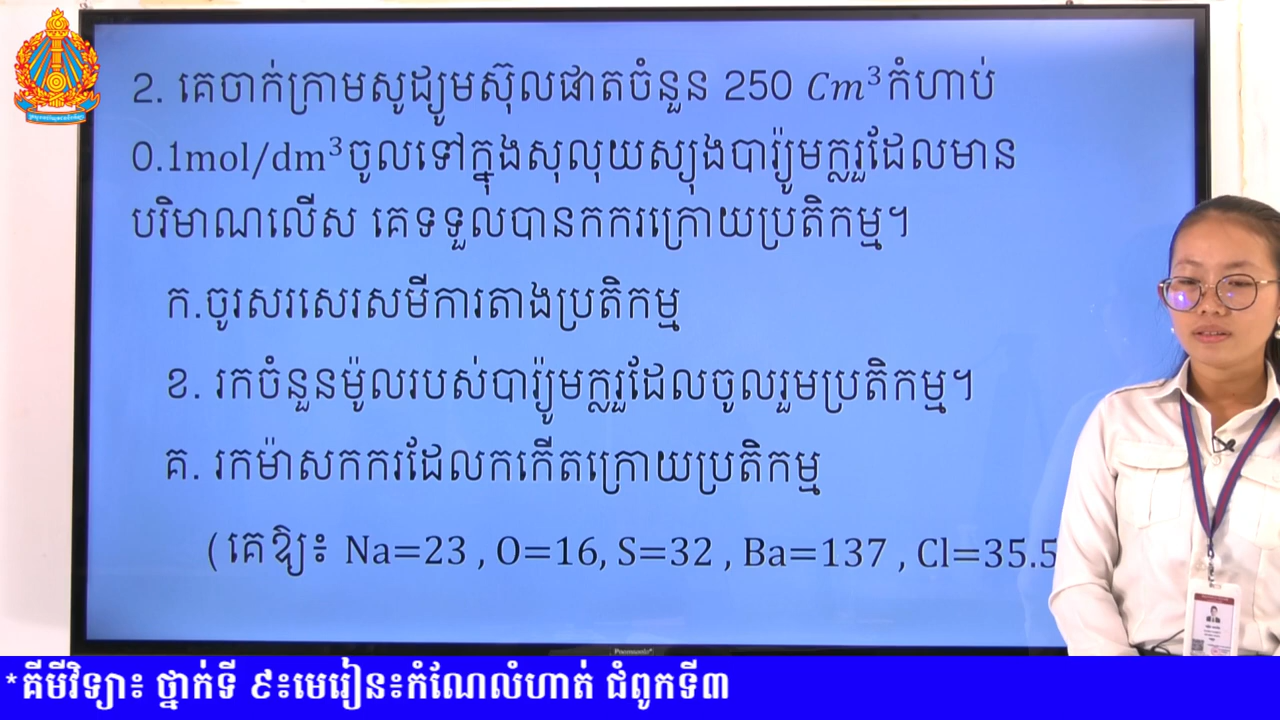 2. គេចាក់ក្រាមសូដ្យូមស៊ុលផាតចំនួន 250 Cm³កំហាប់
0.1mol/dm³ចូលទៅក្នុងសុលុយស្យុងបារ្យ៉ូមក្លរួដែលមាន
បរិមាណលើស គេទទួលបានកករក្រោយប្រតិកម្ម។
ក.ចូរសរសេរសមីការតាងប្រតិកម្ម
ខ. រកចំនួនម៉ូលរបស់បារ្យ៉ូមក្លរួដែលចូលរួមប្រតិកម្ម។
គ. រកម៉ាសកករដែលកកើតក្រោយប្រតិកម្ម
(គេឱ្យ៖ Na=23 , O=16, S=32 , Ba=137 , Cl=35.5
Panasonic
*គីមីវិទ្យា៖ ថ្នាក់ទី ៩៖មេរៀន៖កំណែលំហាត់ ជំពូកទី៣